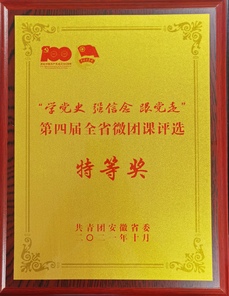 100
“学党史 强信念 跟党走”
第四届全省微团课评选
特等奖
共青团安徽省委
二〇二一年十月